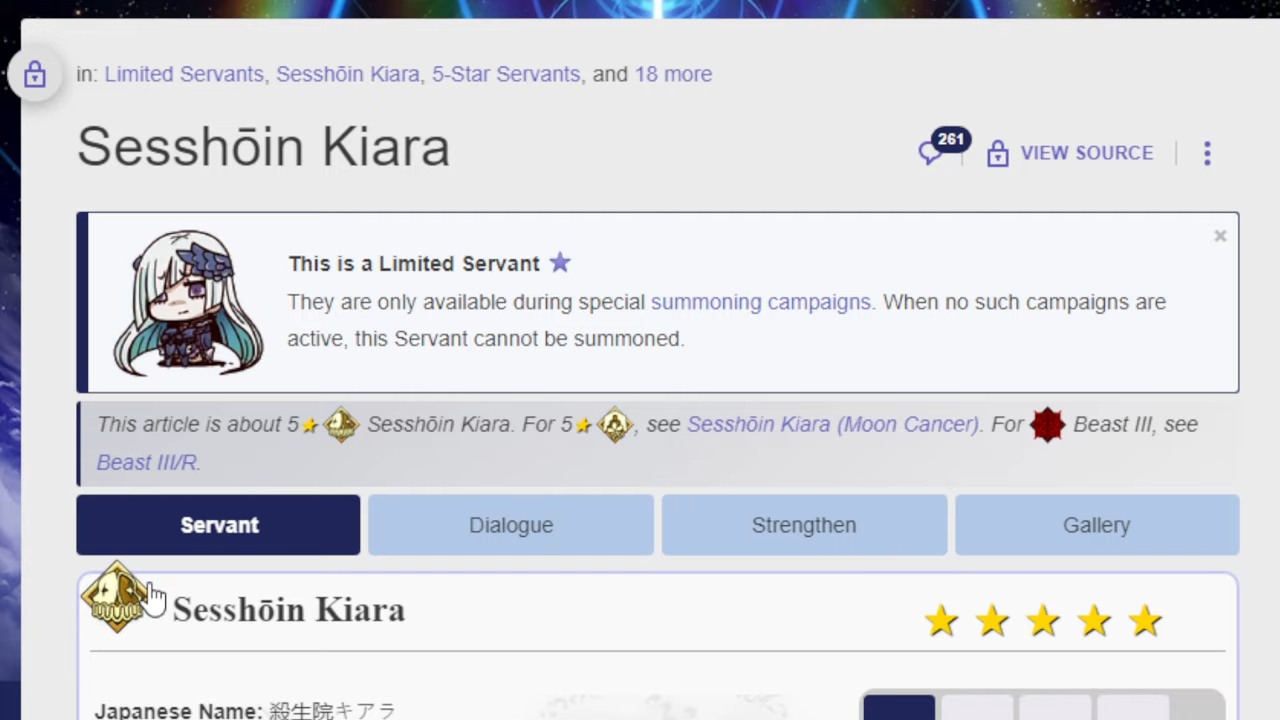 in: Limited Servants, Sesshōin Kiara, 5-Star Servants, and 18 more
Sesshōin Kiara
261
VIEW SOURCE
This is a Limited Servant
They are only available during special summoning campaigns. When no such campaigns are
active, this Servant cannot be summoned.
This article is about 5 Sesshōin Kiara. For 5, see Sesshōin Kiara (Moon Cancer). For Beast III, see
Beast III/R.
Servant
Dialogue
Strengthen
Gallery
Sesshōin Kiara
Japanese Name: 殺生院キアラ